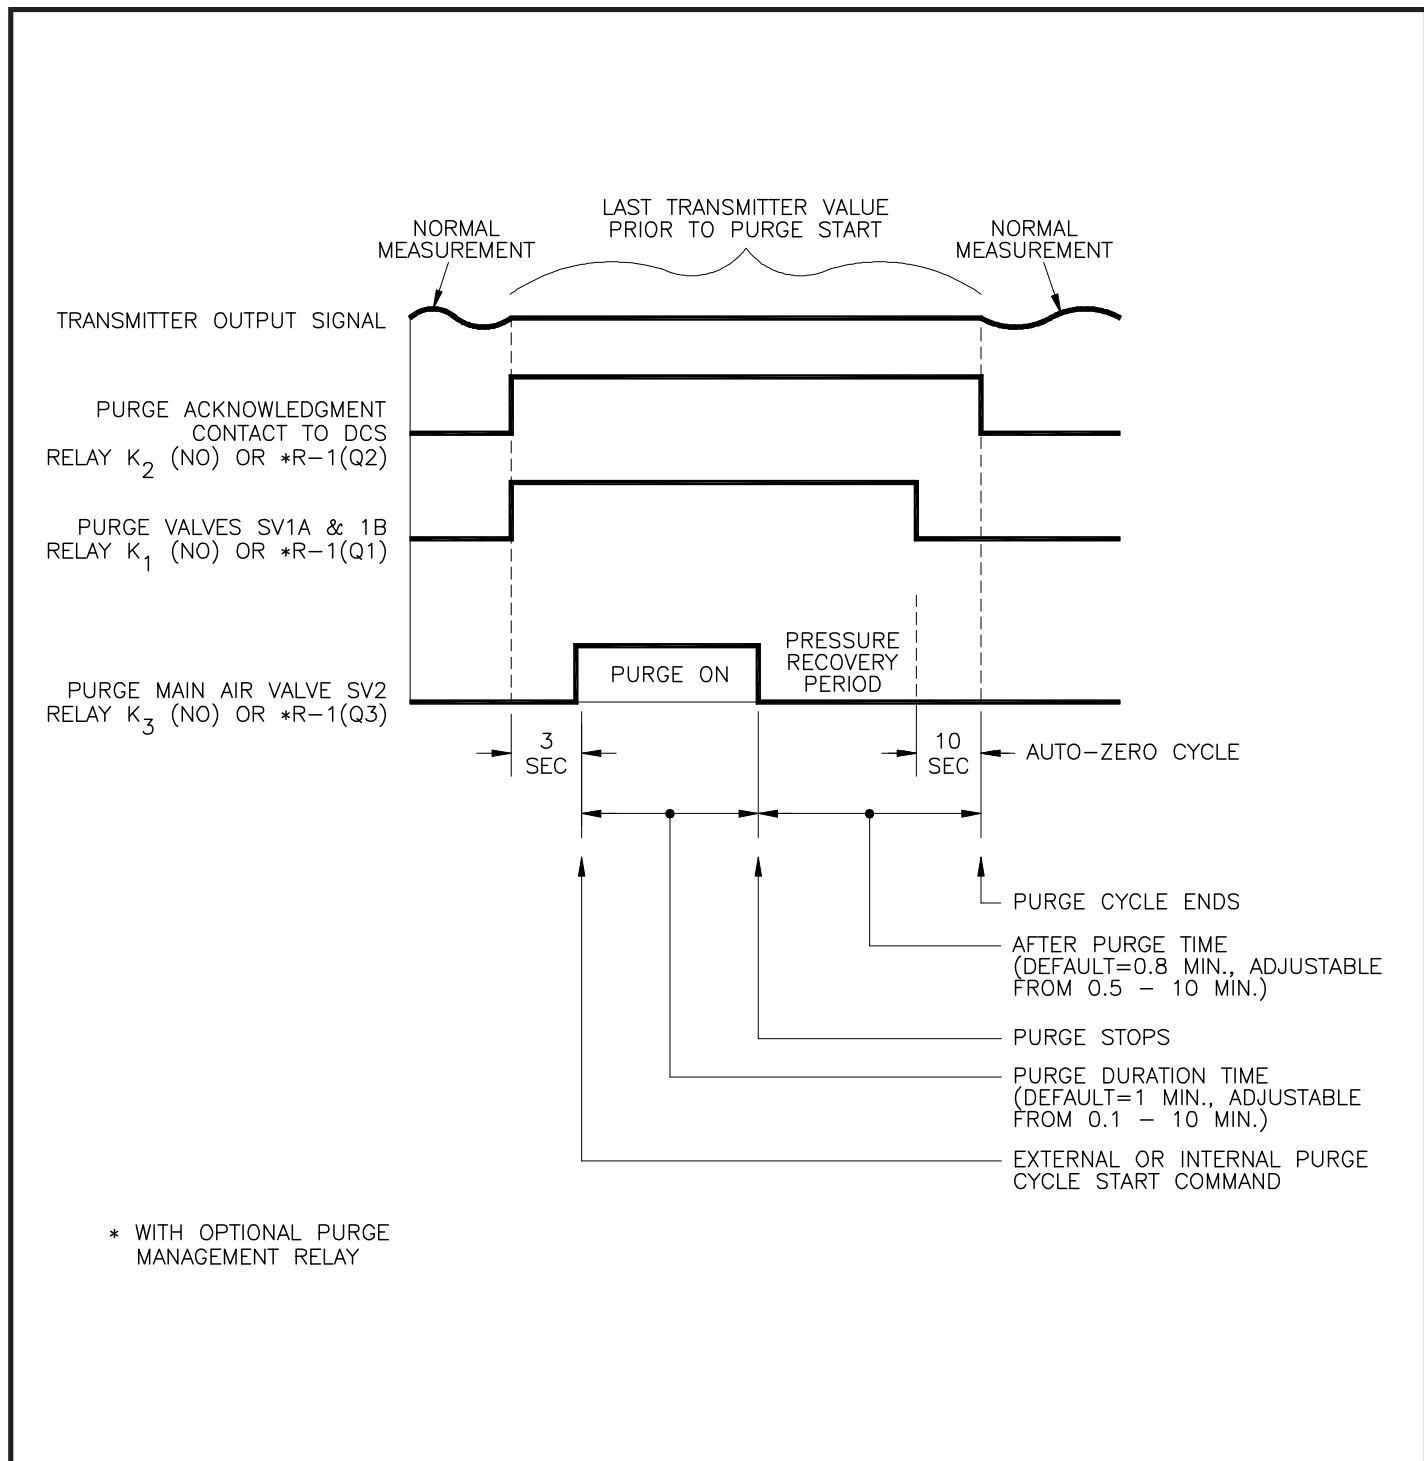 LAST TRANSMITTER VALUE
PRIOR TO PURGE START
NORMAL
MEASUREMENT
NORMAL
MEASUREMENT
TRANSMITTER OUTPUT SIGNAL
PURGE ACKNOWLEDGMENT
CONTACT TO DCS
RELAY K2 (NO) OR *R-1(Q2)
PURGE VALVES SV1A & 1B
RELAY K1 (NO) OR *R-1(Q1)
PURGE MAIN AIR VALVE SV2
RELAY K3 (NO) OR *R-1(Q3)
PURGE ON
PRESSURE
RECOVERY
PERIOD
3
SEC
10
SEC
AUTO-ZERO CYCLE
PURGE CYCLE ENDS
AFTER PURGE TIME
(DEFAULT=0.8 MIN., ADJUSTABLE
FROM 0.5 - 10 MIN.)
PURGE STOPS
PURGE DURATION TIME
(DEFAULT=1 MIN., ADJUSTABLE
FROM 0.1 - 10 MIN.)
EXTERNAL OR INTERNAL PURGE
CYCLE START COMMAND
* WITH OPTIONAL PURGE
MANAGEMENT RELAY